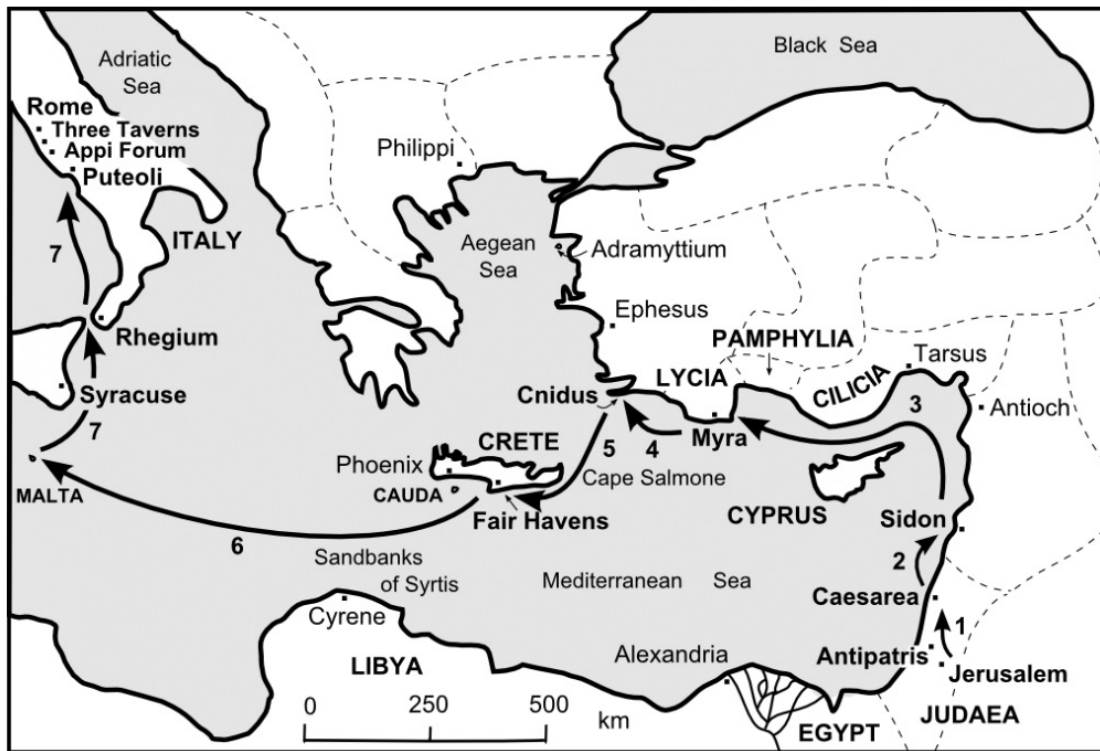 Black Sea
Adriatic
Sea
Rome
Three Taverns
Appi Forum
Puteoli
Philippi
7
ITALY
Aegean
Sea
Adramyttium
Rhegium
Ephesus
PAMPHYLIA
Tarsus
LYCIA
CILICIA
Syracuse
Cnidus
3
Antioch
7
5
4
Myra
CRETE
Phoenix
Cape Salmone
MALTA
CAUDA
CYPRUS
Sidon
Fair Havens
6
2
Sandbanks
of Syrtis
Mediterranean Sea
Caesarea
Cyrene
1
Alexandria
Antipatris
LIBYA
Jerusalem
0
250
500
km
EGYPT
JUDAEA